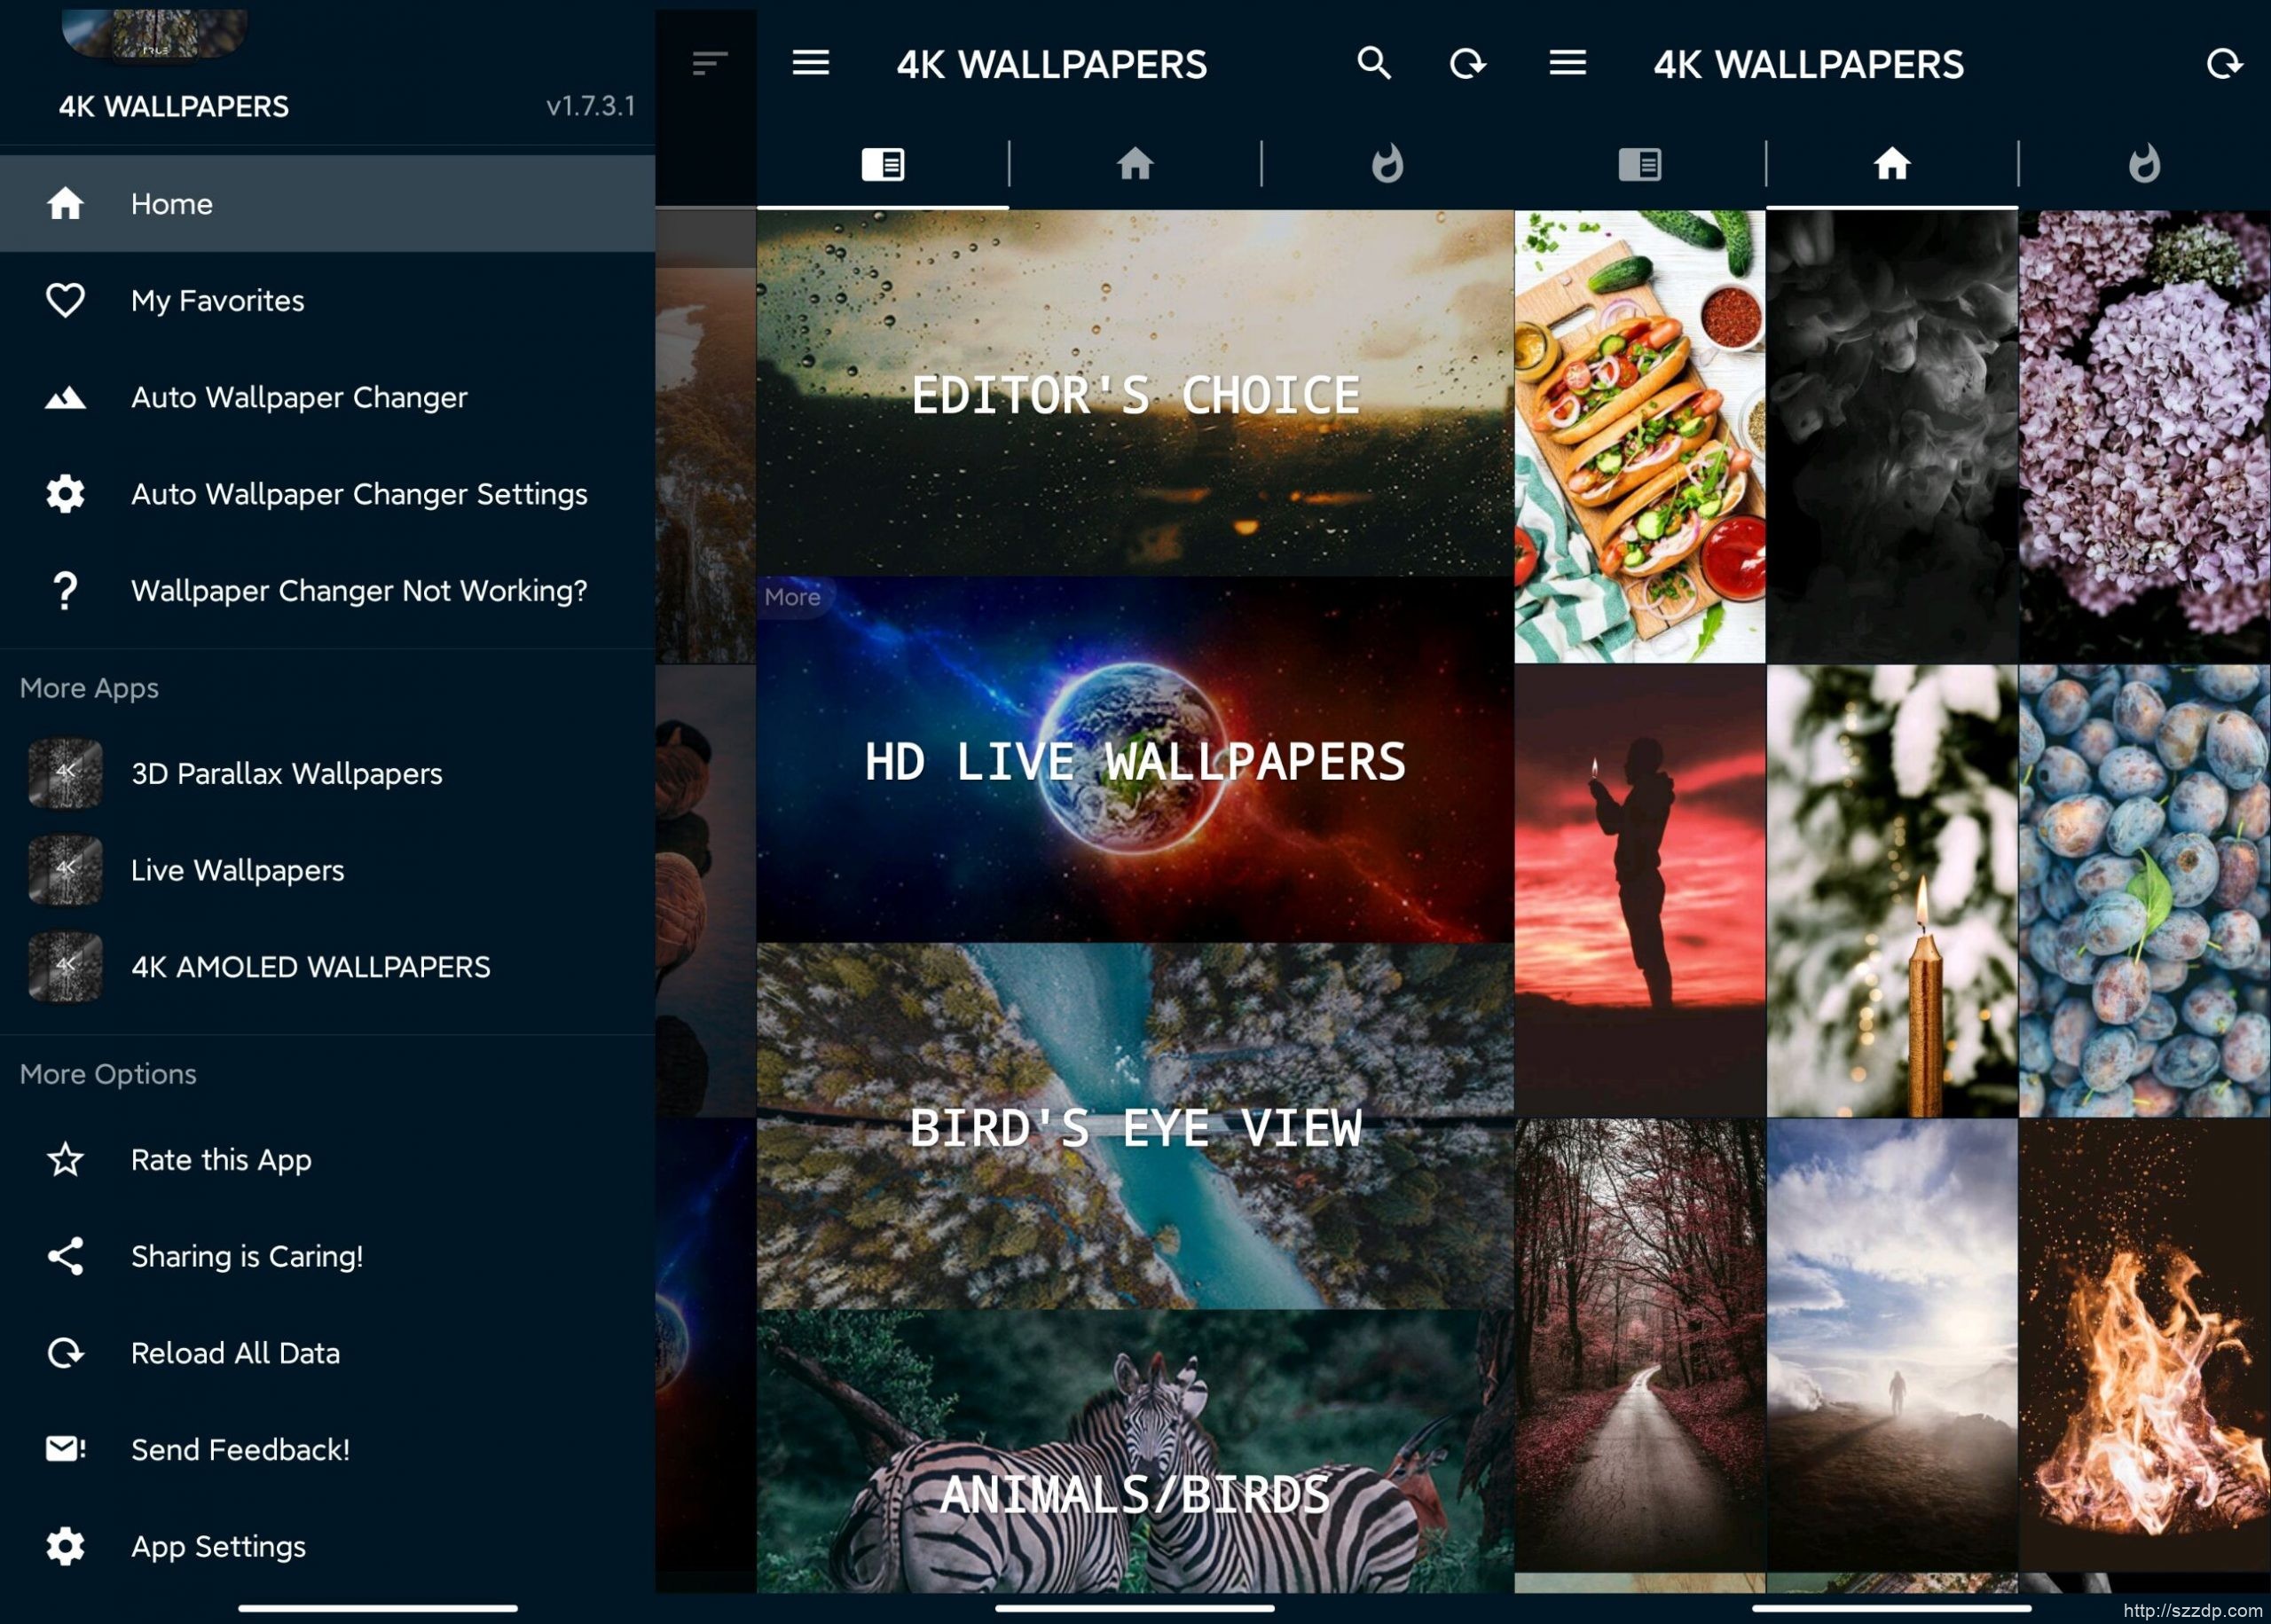 4K WALLPAPERS
v1.7.3.1
Home
My Favorites
Auto Wallpaper Changer
Auto Wallpaper Changer Settings
Wallpaper Changer Not Working?
More Apps
4K
3D Parallax Wallpapers
4K
Live Wallpapers
4K
4K AMOLED WALLPAPERS
More Options
Rate this App
Sharing is Caring!
Reload All Data
Send Feedback!
App Settings
4K WALLPAPERS
EDITOR'S CHOICE
More
HD LIVE WALLPAPERS
BIRD'S EYE VIEW
ANIMALS/BIRDS
4K WALLPAPERS
http://szzdp.com